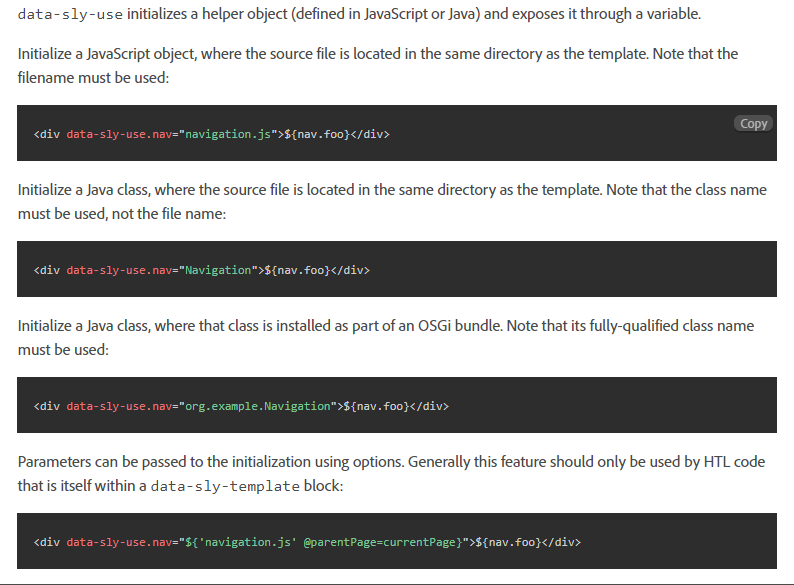 data-sly-use initializes a helper object (defined in JavaScript or Java) and exposes it through a variable.
Initialize a JavaScript object, where the source file is located in the same directory as the template. Note that the
filename must be used:
Copy
<div data-sly-use.nav="navigation.js">${nav.foo}</div>
Initialize a Java class, where the source file is located in the same directory as the template. Note that the class name
must be used, not the file name:
<div data-sly-use.nav="Navigation">${nav.foo}</div>
Initialize a Java class, where that class is installed as part of an OSGi bundle. Note that its fully-qualified class name
must be used:
<div data-sly-use.nav="org.example.Navigation">${nav.foo}</div>
Parameters can be passed to the initialization using options. Generally this feature should only be used by HTL code
that is itself within a data-sly-template block:
<div data-sly-use.nav="${'navigation.js' @parentPage=currentPage}">${nav.foo}</div>